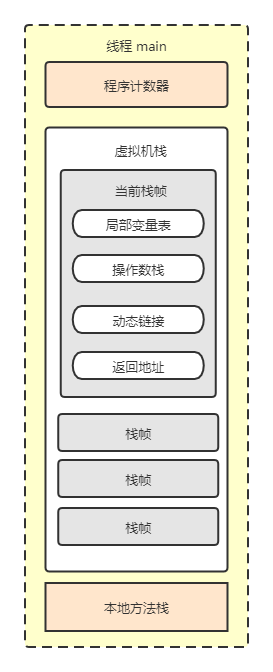 线程 main
程序计数器
虚拟机栈
当前栈帧
局部变量表
操作数栈
动态链接
返回地址
栈帧
栈帧
栈帧
本地方法栈